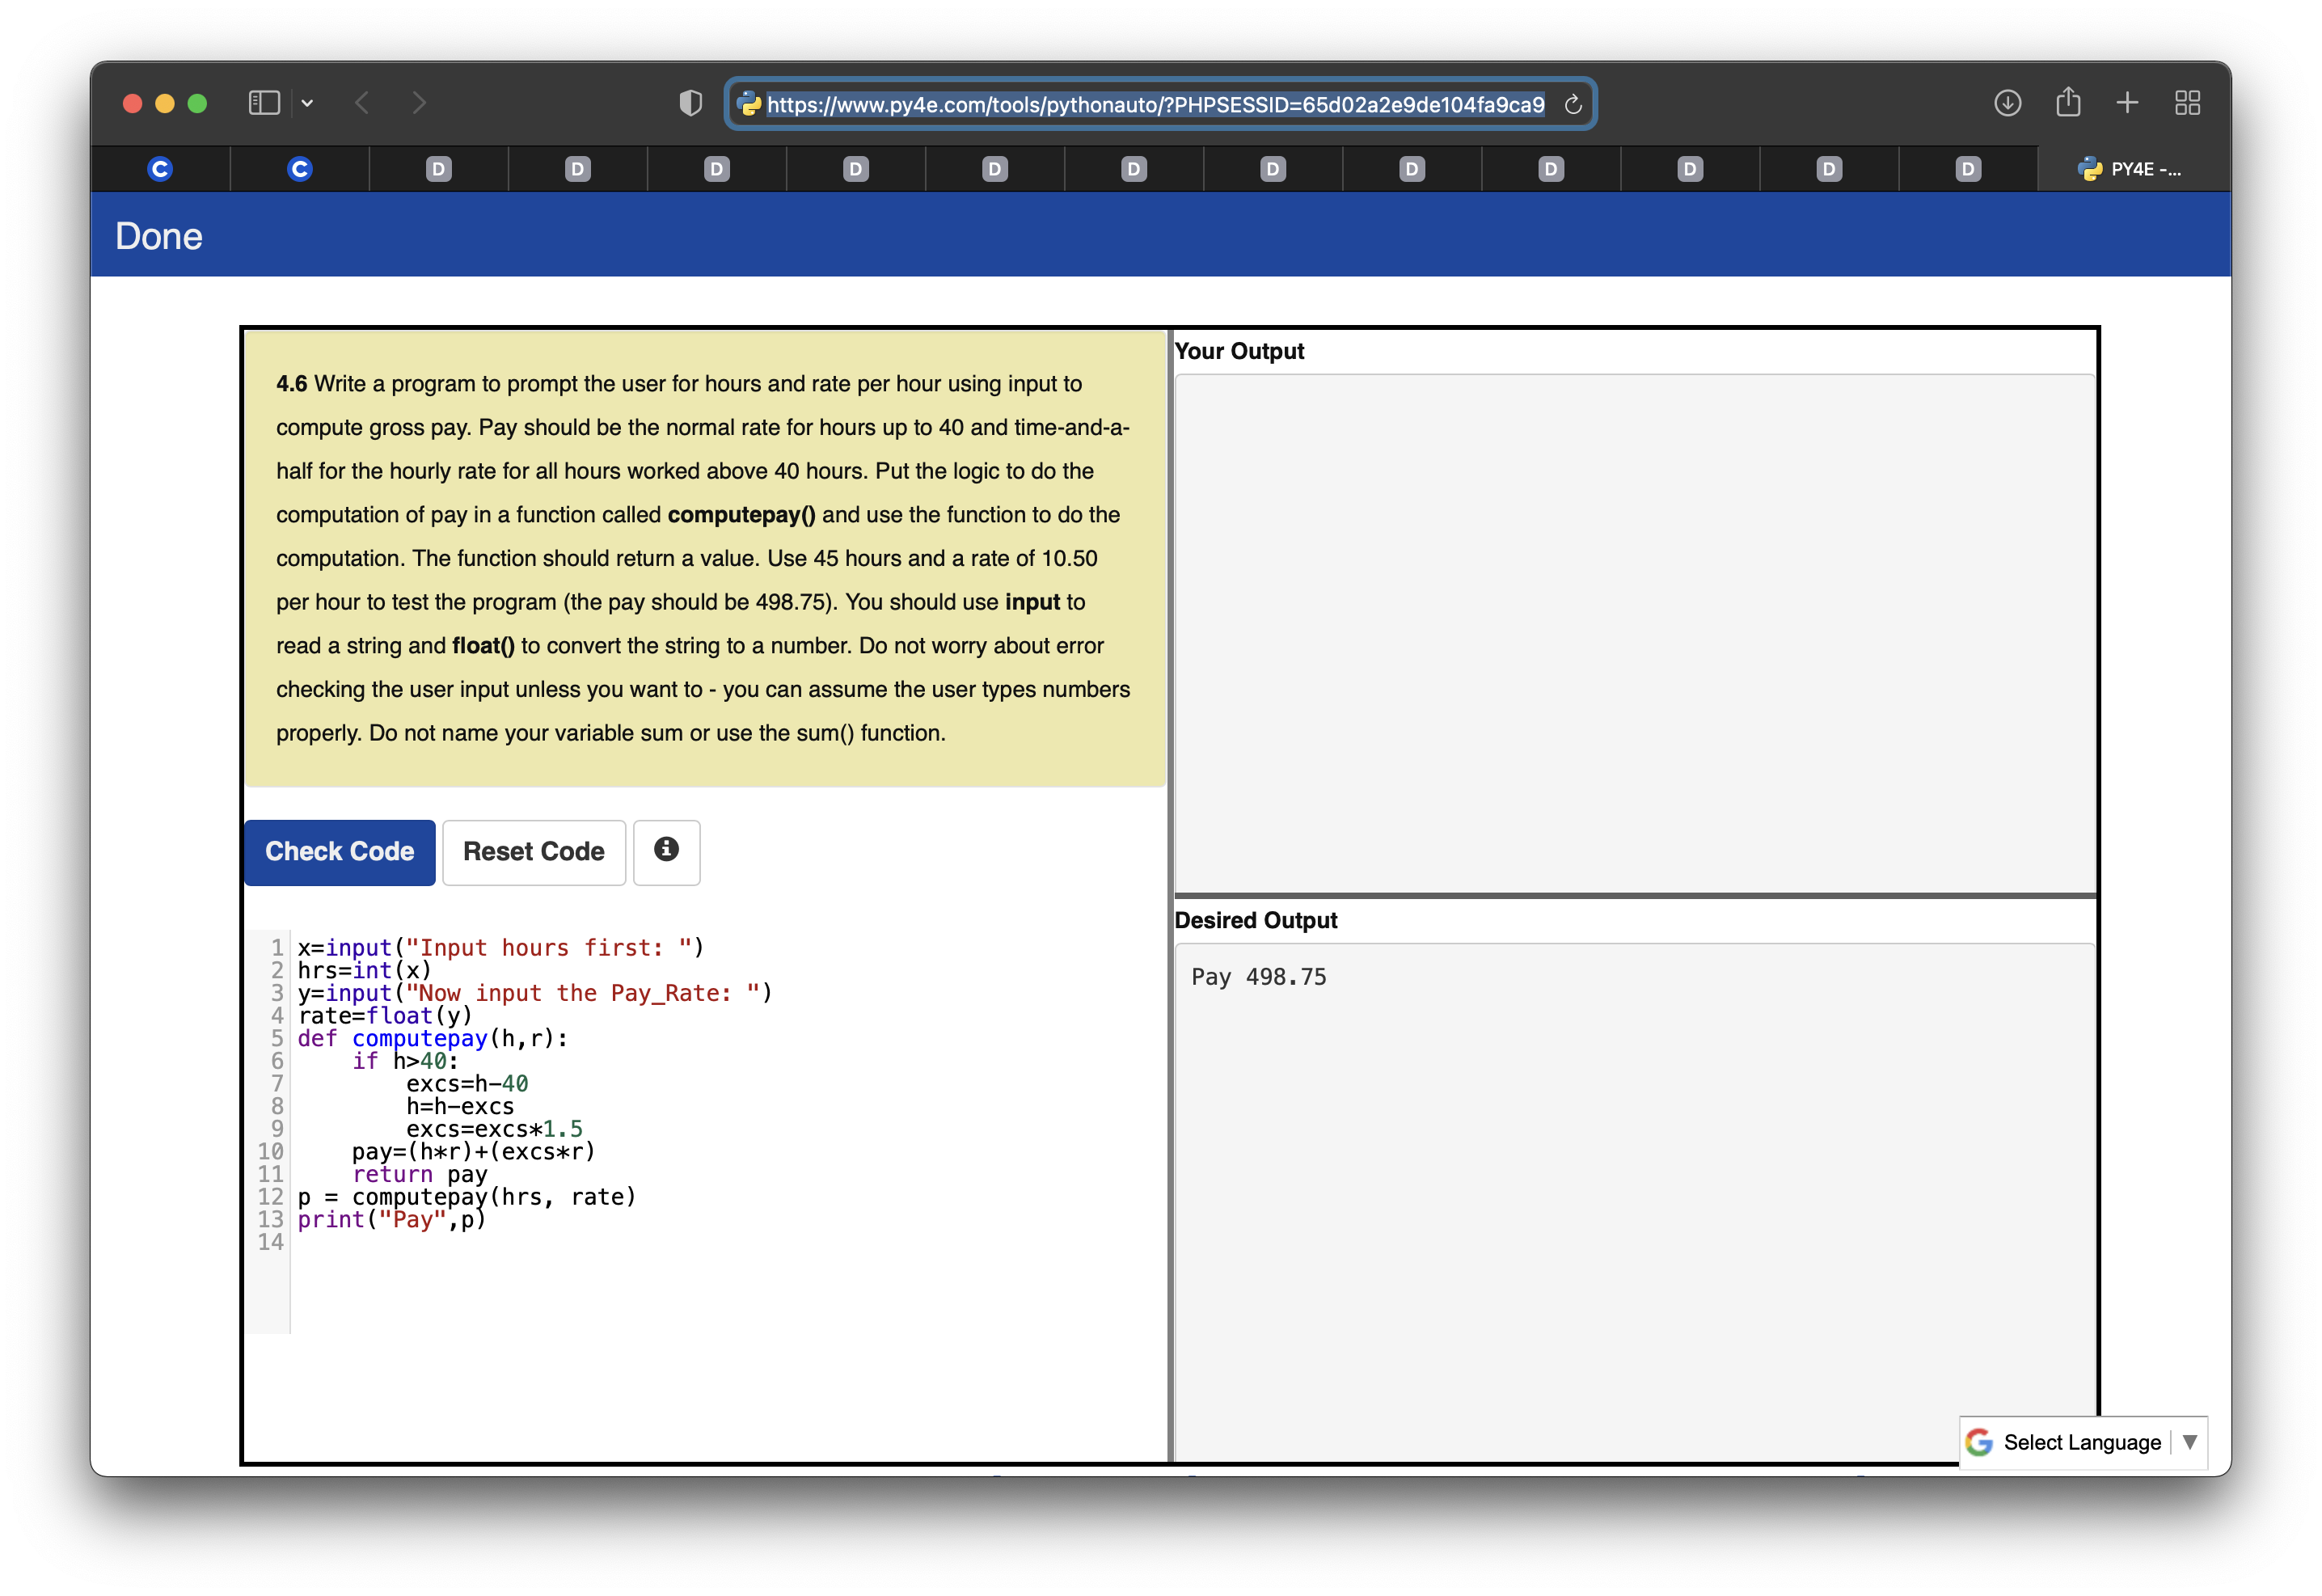 https://www.py4e.com/tools/pythonauto/?PHPSESSID=65d02a2e9de104fa9ca9
C C D D D D D D D D D D D D PY4E -...
Done
4.6 Write a program to prompt the user for hours and rate per hour using input to
compute gross pay. Pay should be the normal rate for hours up to 40 and time-and-a-
half for the hourly rate for all hours worked above 40 hours. Put the logic to do the
computation of pay in a function called computepay() and use the function to do the
computation. The function should return a value. Use 45 hours and a rate of 10.50
per hour to test the program (the pay should be 498.75). You should use input to
read a string and float() to convert the string to a number. Do not worry about error
checking the user input unless you want to - you can assume the user types numbers
properly. Do not name your variable sum or use the sum() function.
Check Code Reset Code i
1 x=input("Input hours first: ")
2 hrs=int(x)
3 y=input("Now input the Pay_Rate: ")
4 rate=float(y)
5 def computepay(h,r):
6     if h>40:
7         excs=h-40
8         h=h-excs
9         excs=excs*1.5
10     pay=(h*r)+(excs*r)
11     return pay
12 p = computepay(hrs, rate)
13 print("Pay",p)
14
Your Output
Desired Output
Pay 498.75
G Select Language ▼